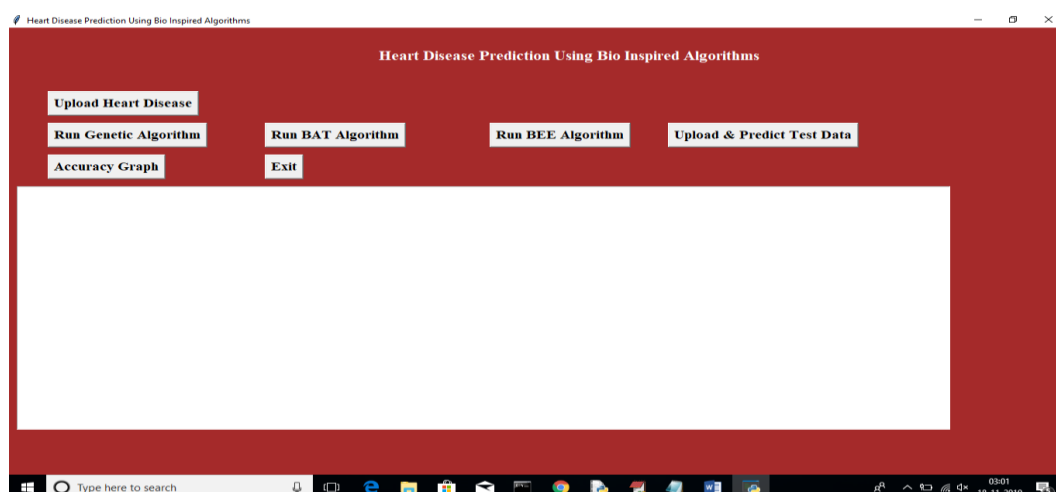 Heart Disease Prediction Using Bio Inspired Algorithms
Heart Disease Prediction Using Bio Inspired Algorithms
Upload Heart Disease
Run Genetic Algorithm Run BAT Algorithm Run BEE Algorithm Upload & Predict Test Data
Accuracy Graph Exit
Type here to search
03:01